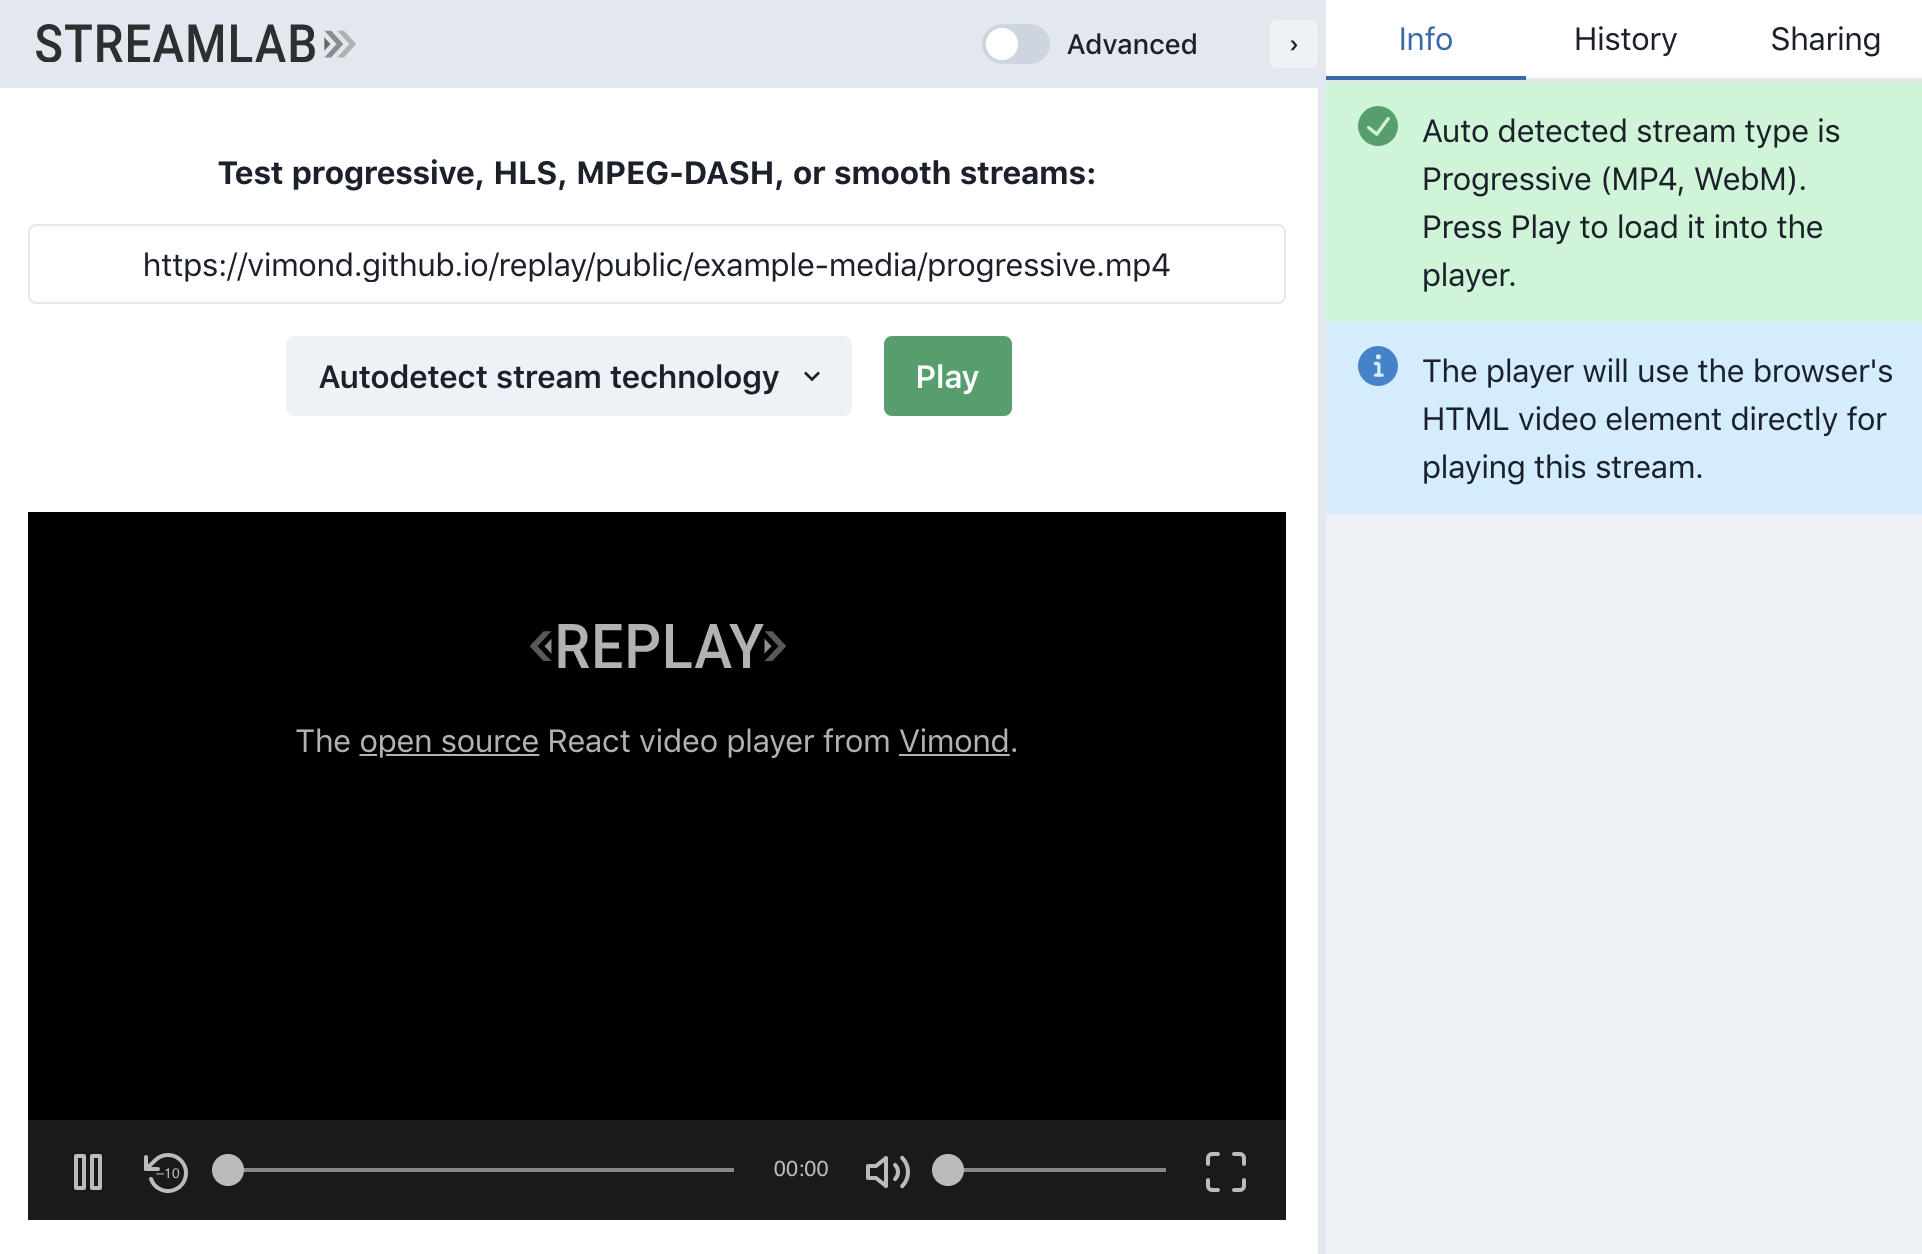 STREAMLAB
Advanced
Info
History
Sharing
Test progressive, HLS, MPEG-DASH, or smooth streams:
https://vimond.github.io/replay/public/example-media/progressive.mp4
Autodetect stream technology
Play
Auto detected stream type is
Progressive (MP4, WebM).
Press Play to load it into the
player.
The player will use the browser's
HTML video element directly for
playing this stream.
REPLAY
The open source React video player from Vimond.
-10
00:00